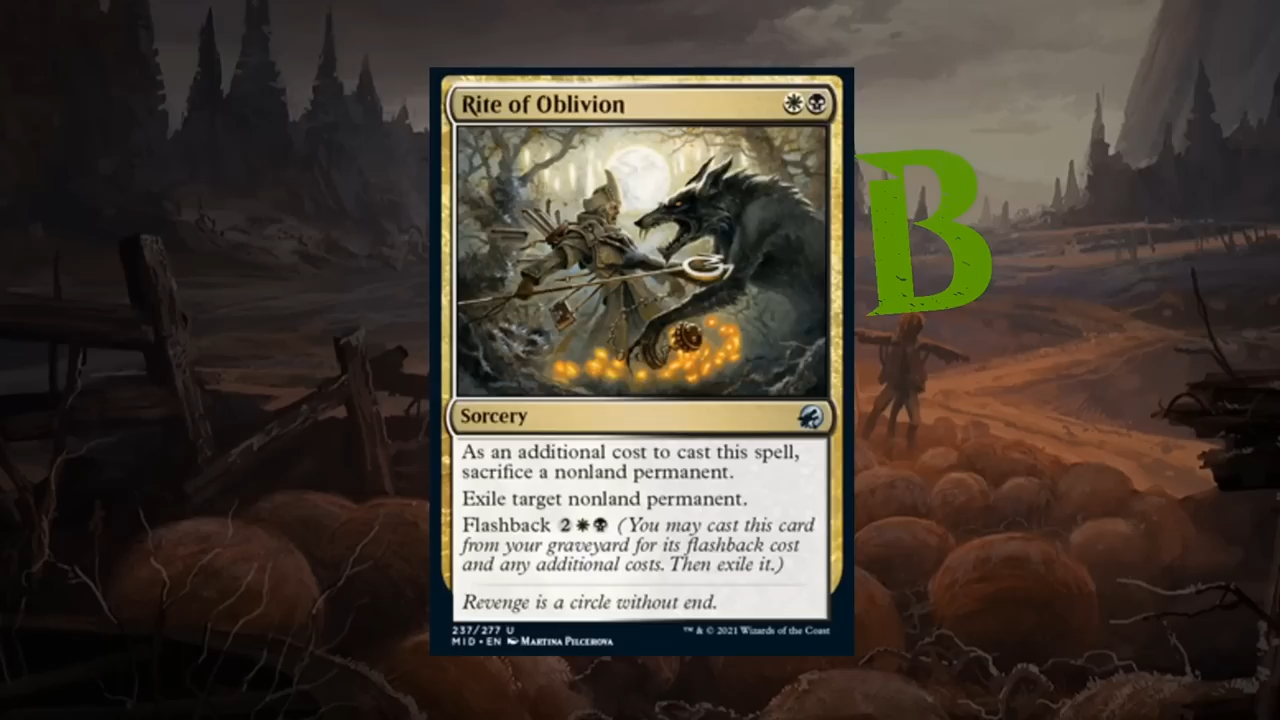 Rite of Oblivion
B
Sorcery
As an additional cost to cast this spell,
sacrifice a nonland permanent.
Exile target nonland permanent.
Flashback 2 (You may cast this card
from your graveyard for its flashback cost
and any additional costs. Then exile it.)
Revenge is a circle without end.
237/277 U
MID • EN MARTINA PILCEROVA
™ & © 2021 Wizards of the Coast